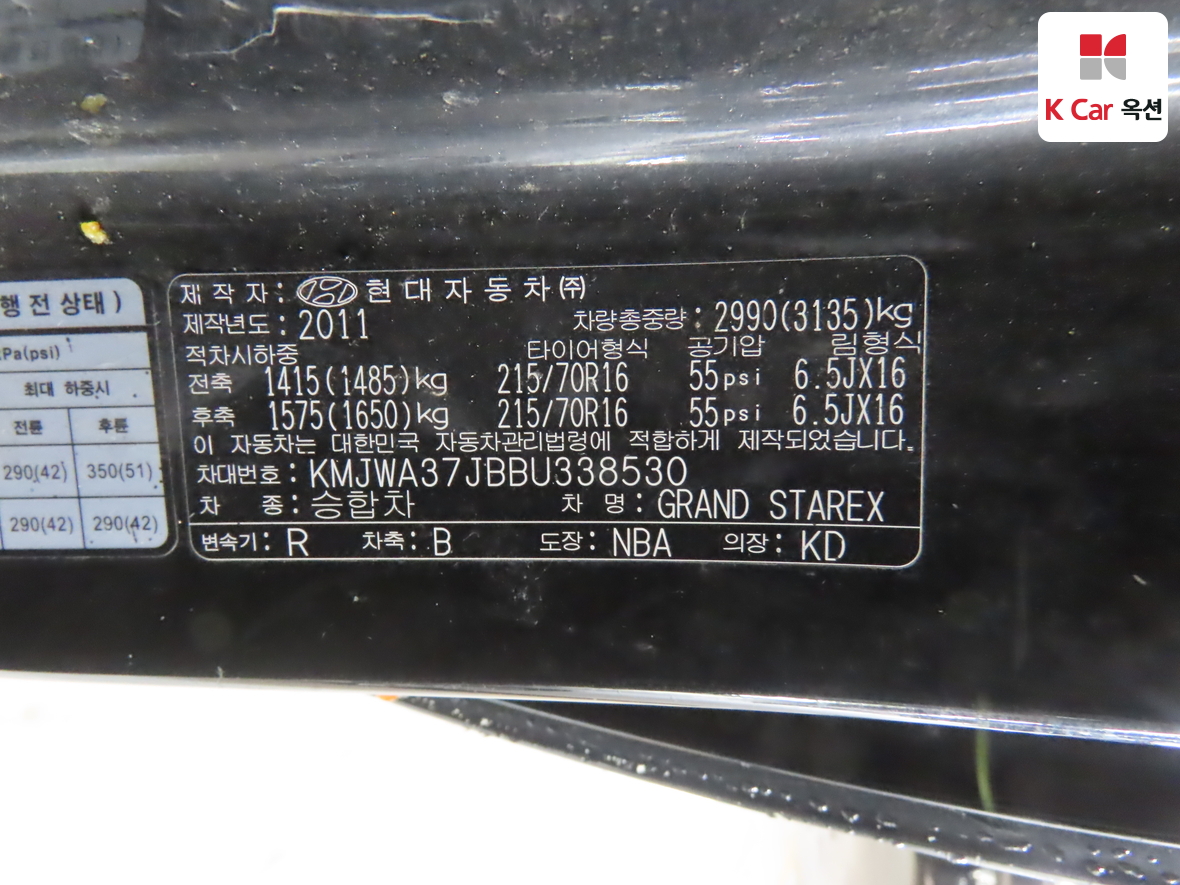 K Car 옥션
행 전 상태 )
Pa(psi)
최대 하중시
전륜 후륜
290(42) 350(51)
290(42) 290(42)
제 작 자 : 현 대 자 동 차 ㈜
제작년도 : 2011 차량총중량 : 2990(3135)kg
적차시하중 타이어형식 공기압 림형식
전축 1415(1485)kg 215/70R16 55psi 6.5JX16
후축 1575(1650)kg 215/70R16 55psi 6.5JX16
이 자동차는 대한민국 자동차관리법령에 적합하게 제작되었습니다.
차대번호 : KMJWA37JBBU338530
차 종 : 승합차 차 명 : GRAND STAREX
변속기 : R 차축 : B 도장 : NBA 의장 : KD